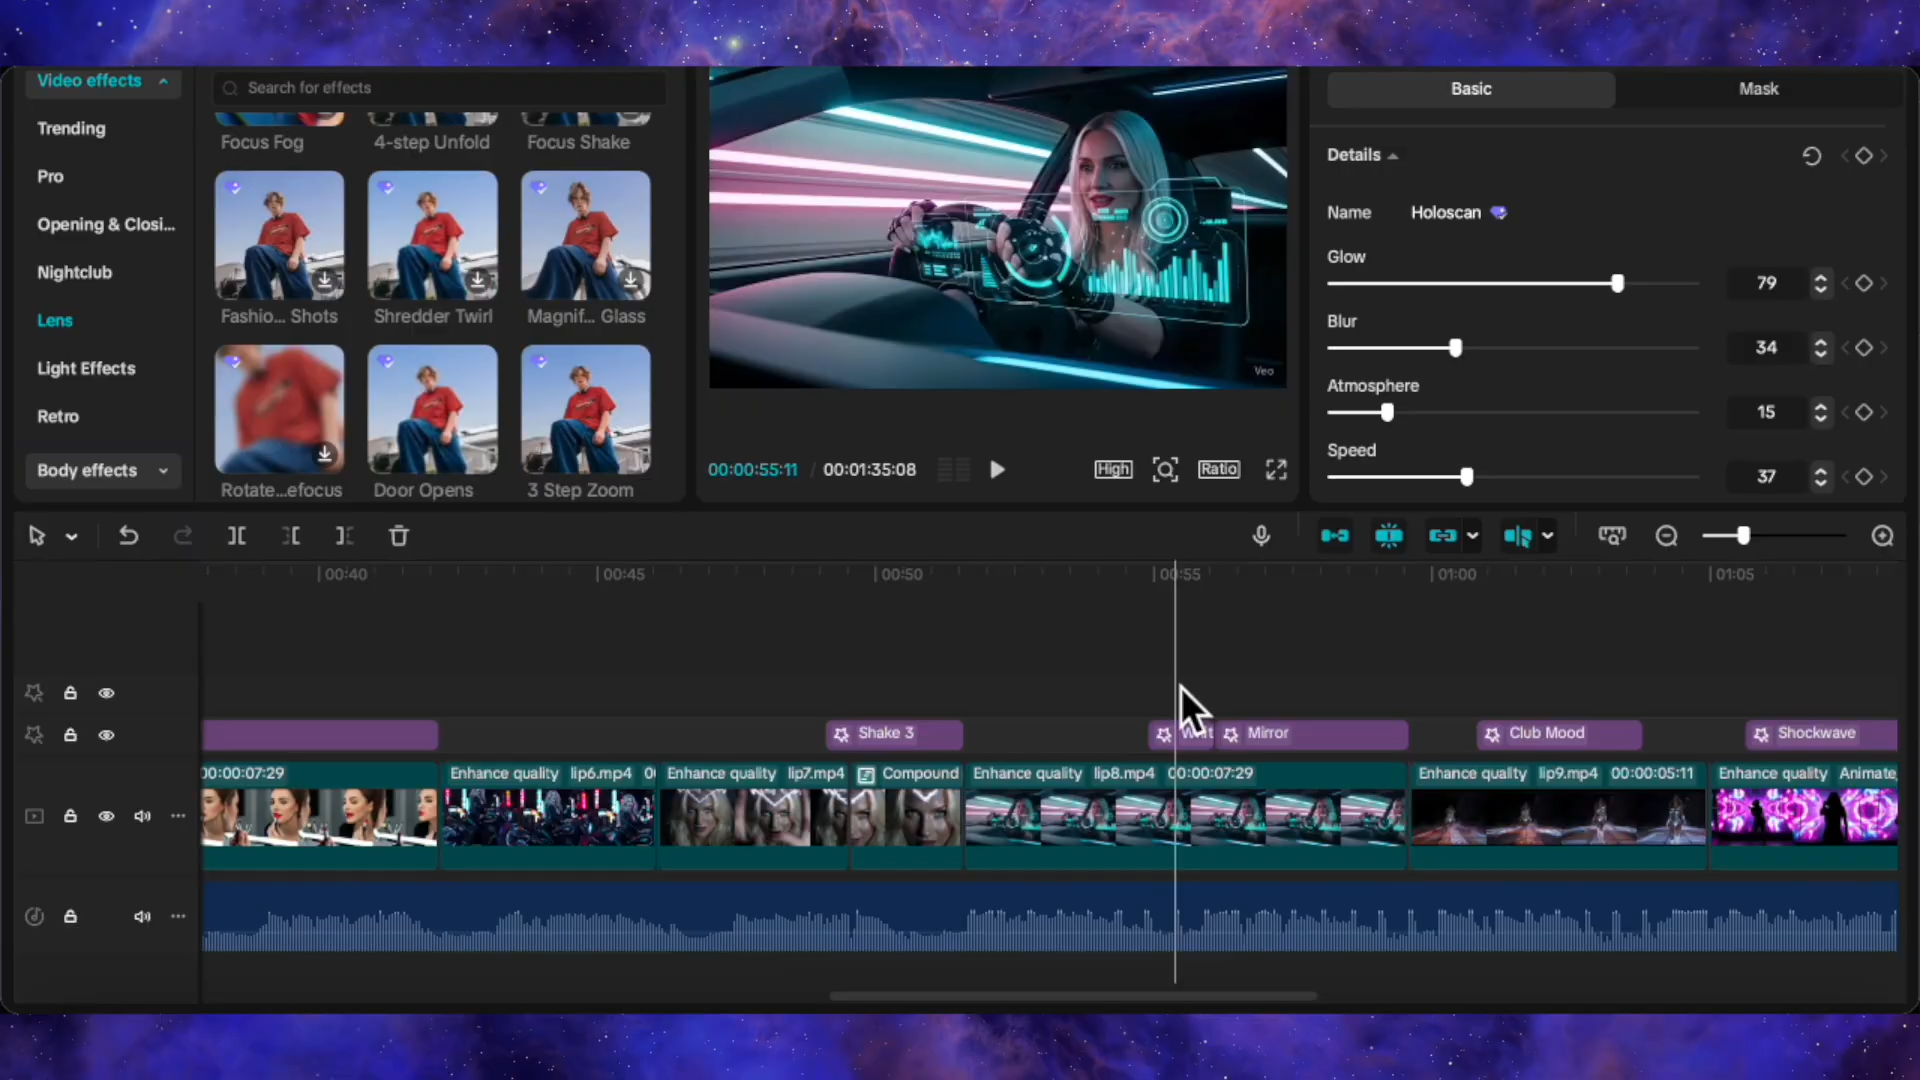 Video effects
Trending
Pro
Opening & Closi...
Nightclub
Lens
Light Effects
Retro
Body effects
Search for effects
Focus Fog
4-step Unfold
Focus Shake
Fashio... Shots
Shredder Twirl
Magnif... Glass
Rotate...efocus
Door Opens
3 Step Zoom
Veo
00:00:55:11 / 00:01:35:08
High
Ratio
Basic
Mask
Details
Name Holoscan
Glow
79
Blur
34
Atmosphere
15
Speed
37
00:40
00:45
00:50
00:55
01:00
01:05
Shake 3
Mirror
Club Mood
Shockwave
00:00:07:29
Enhance quality lip6.mp4
Enhance quality lip7.mp4
Compound
Enhance quality lip8.mp4 00:00:07:29
Enhance quality lip9.mp4 00:00:05:11
Enhance quality Animate